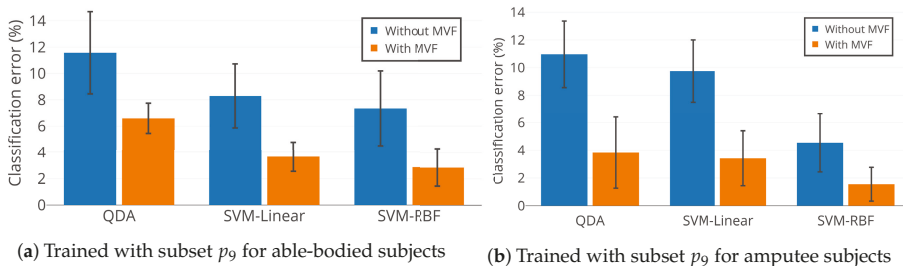 Classification error (%)
14
12
10
8
6
4
2
0
Without MVF
With MVF
QDA
SVM-Linear
SVM-RBF
(a) Trained with subset p9 for able-bodied subjects
Classification error (%)
14
12
10
8
6
4
2
0
Without MVF
With MVF
QDA
SVM-Linear
SVM-RBF
(b) Trained with subset p9 for amputee subjects